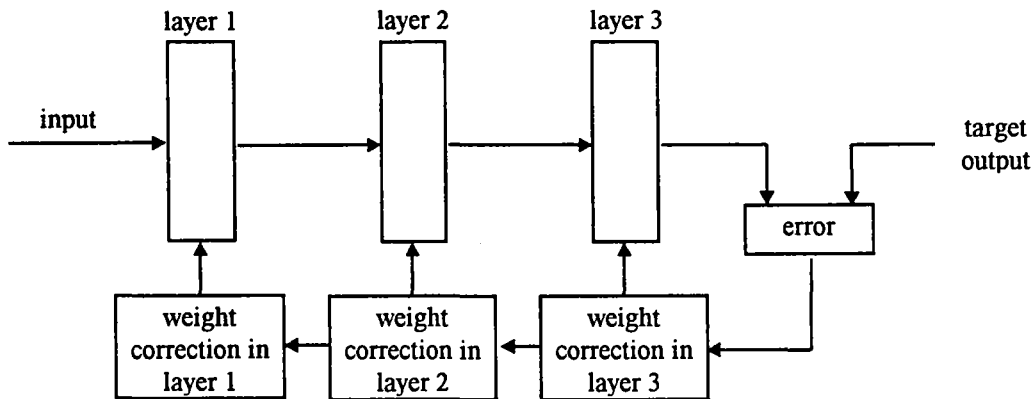 layer 1
layer 2
layer 3
input
target
output
error
weight
correction in
layer 1
weight
correction in
layer 2
weight
correction in
layer 3